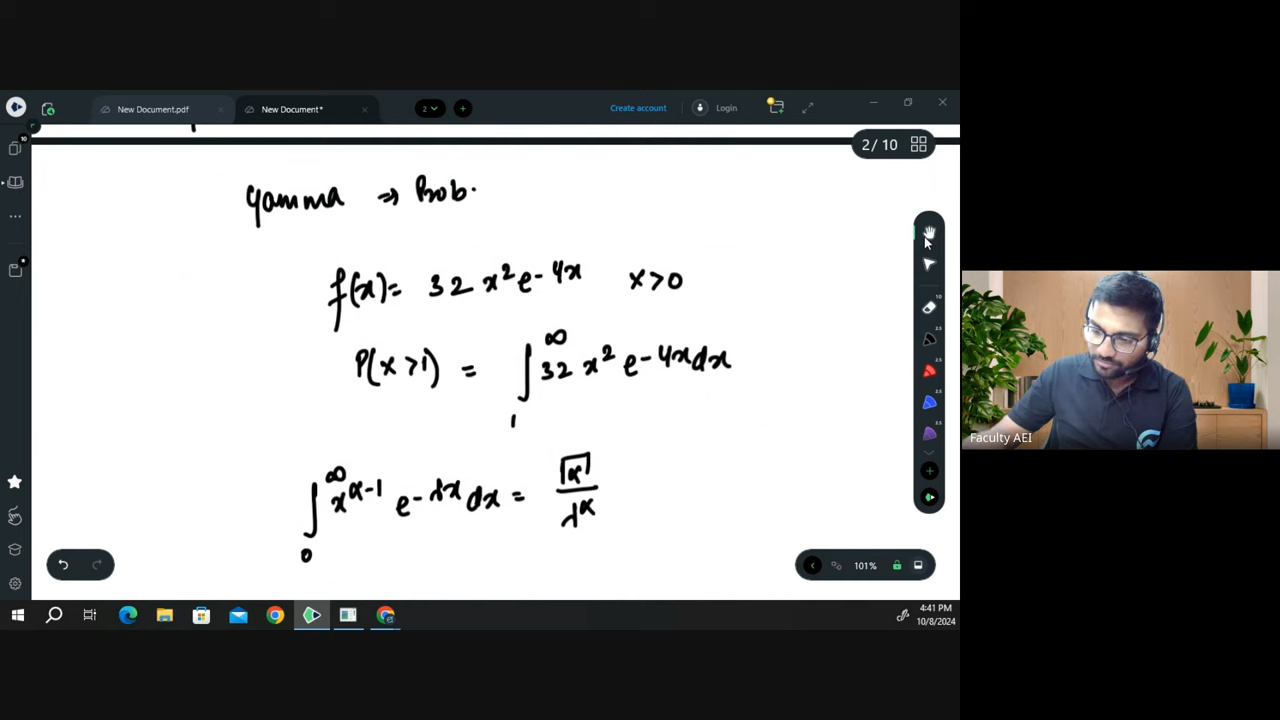 New Document.pdf
New Document*
2
Create account
Login
2/ 10
Gamma ⇒ Prob.
f(x) = 32 x² e-4x x>0
P(x >1) = ∫₁^∞ 32 x² e-4x dx
∫₀^∞ x^α-1 e-λx dx = Γα/λ^α
Faculty AEI
101%
4:41 PM
10/8/2024